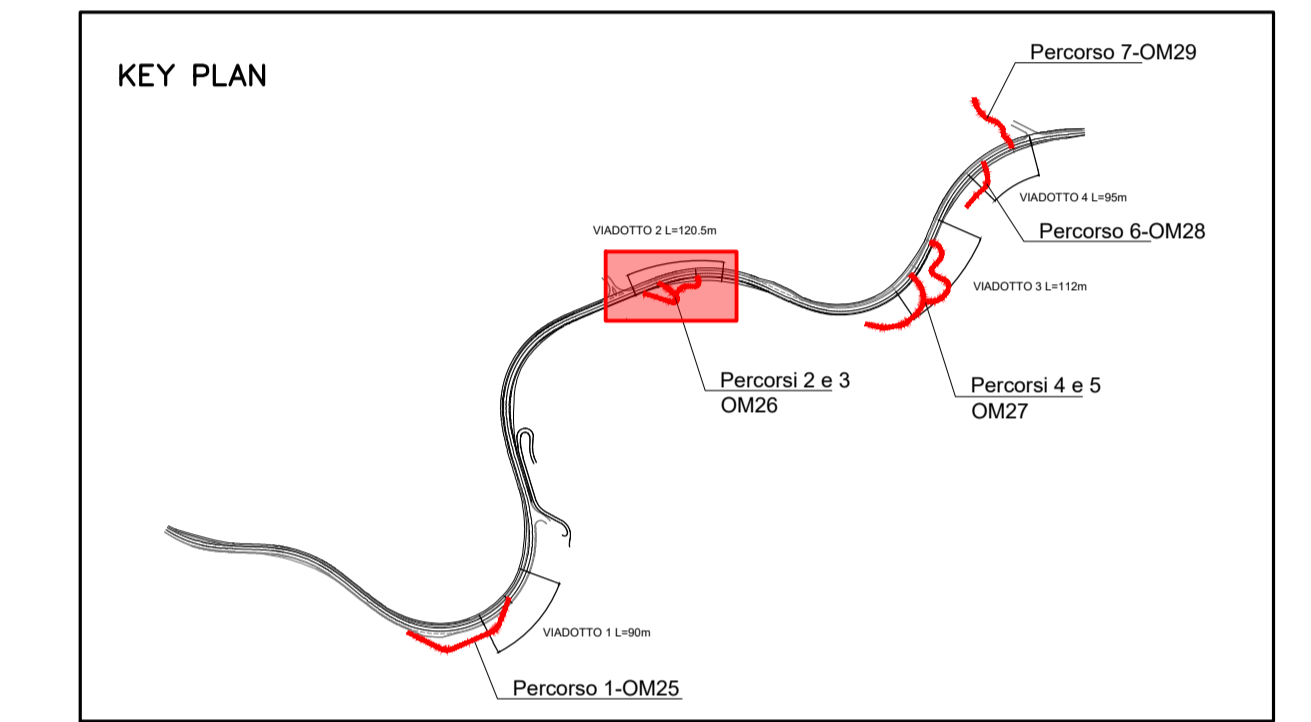 KEY PLAN
Percorso 7-OM29
VIADOTTO 4 L=95m
Percorso 6-OM28
VIADOTTO 2 L=120.5m
VIADOTTO 3 L=112m
Percorsi 2 e 3
OM26
Percorsi 4 e 5
OM27
VIADOTTO 1 L=90m
Percorso 1-OM25